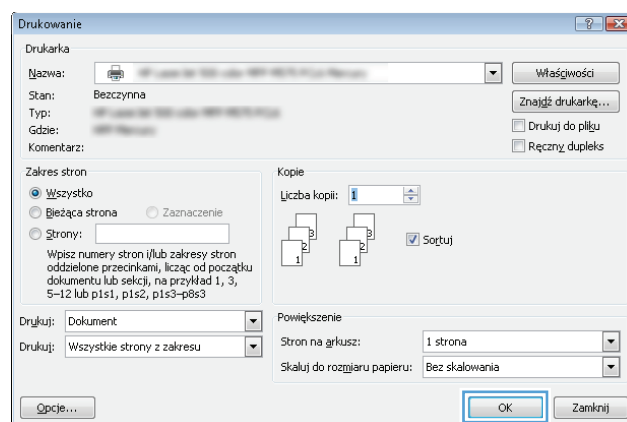 Drukowanie
Drukarka
Nazwa:
Właściwości
Stan: Bezczynna
Znajdź drukarkę...
Typ:
Gdzie:
Drukuj do pliku
Komentarz:
Ręczny dupleks
Zakres stron
Wszystko
Bieżąca strona Zaznaczenie
Strony:
Wpisz numery stron i/lub zakresy stron
oddzielone przecinkami, licząc od początku
dokumentu lub sekcji, na przykład 1, 3,
5–12 lub p1s1, p1s2, p1s3–p8s3
Kopie
Liczba kopii: 1
3 3
2 2
1 1
Sortuj
Drukuj: Dokument
Drukuj: Wszystkie strony z zakresu
Powiększenie
Stron na arkusz: 1 strona
Skaluj do rozmiaru papieru: Bez skalowania
Opcje... OK Zamknij